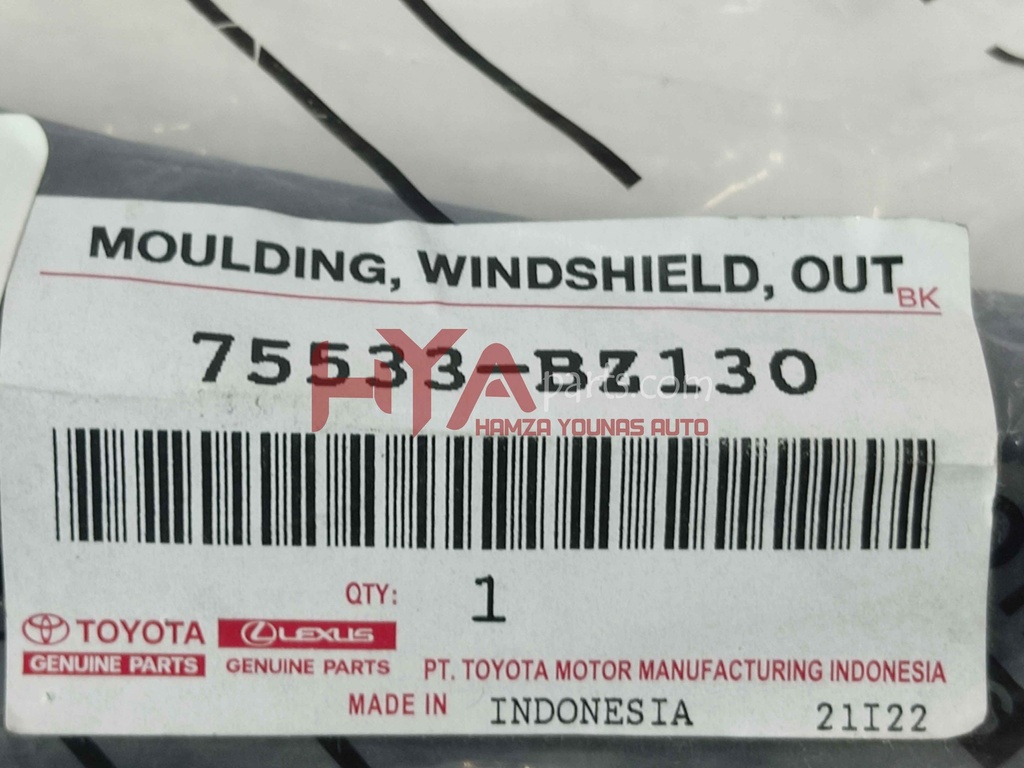 MOULDING, WINDSHIELD, OUT
BK
75533-BZ130
HYA parts.com
HAMZA YOUNAS AUTO
QTY: 1
TOYOTA LEXUS
GENUINE PARTS GENUINE PARTS PT. TOYOTA MOTOR MANUFACTURING INDONESIA
MADE IN INDONESIA 21I22